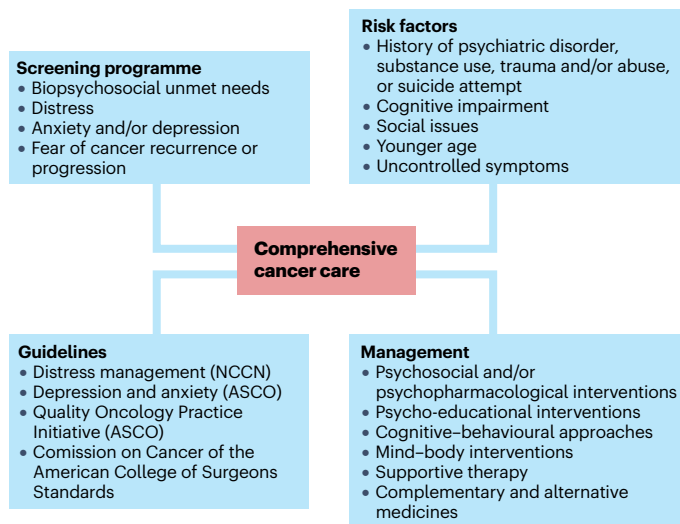 Screening programme
• Biopsychosocial unmet needs
• Distress
• Anxiety and/or depression
• Fear of cancer recurrence or
progression
Risk factors
• History of psychiatric disorder,
substance use, trauma and/or abuse,
or suicide attempt
• Cognitive impairment
• Social issues
• Younger age
• Uncontrolled symptoms
Comprehensive
cancer care
Guidelines
• Distress management (NCCN)
• Depression and anxiety (ASCO)
• Quality Oncology Practice
Initiative (ASCO)
• Comission on Cancer of the
American College of Surgeons
Standards
Management
• Psychosocial and/or
psychopharmacological interventions
• Psycho-educational interventions
• Cognitive–behavioural approaches
• Mind–body interventions
• Supportive therapy
• Complementary and alternative
medicines